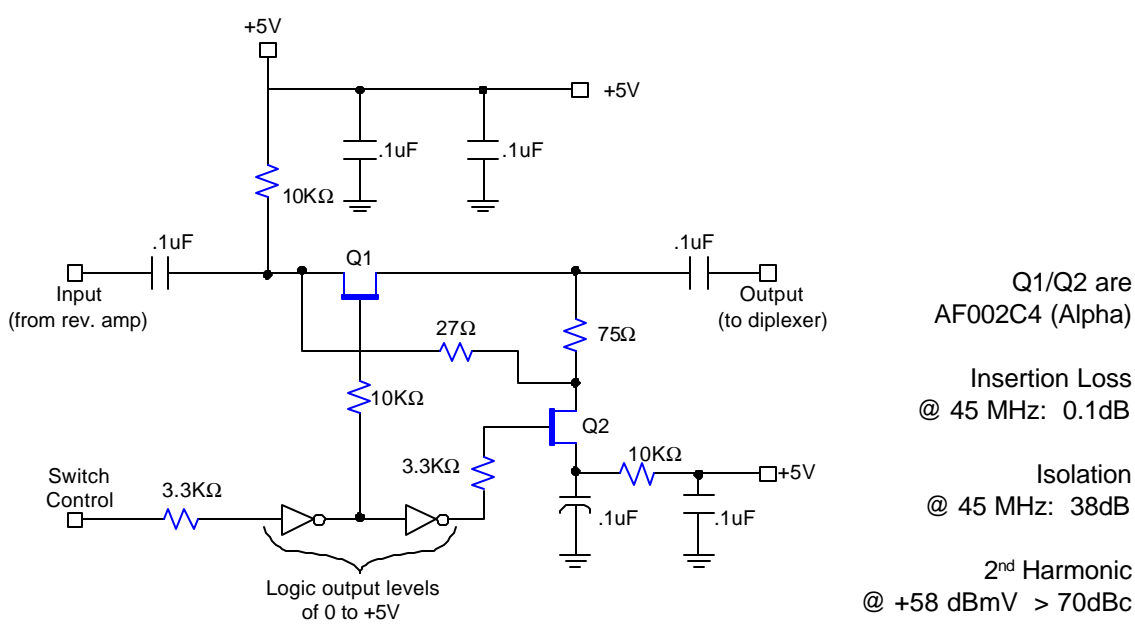 +5V
+5V
.1uF
.1uF
10KΩ
.1uF
Q1
.1uF
Input
(from rev. amp)
Output
(to diplexer)
27Ω
75Ω
10KΩ
Q2
3.3KΩ
10KΩ
+5V
Switch
Control
3.3KΩ
.1uF
.1uF
Logic output levels
of 0 to +5V
Q1/Q2 are
AF002C4 (Alpha)
Insertion Loss
@ 45 MHz: 0.1dB
Isolation
@ 45 MHz: 38dB
2nd Harmonic
@ +58 dBmV > 70dBc